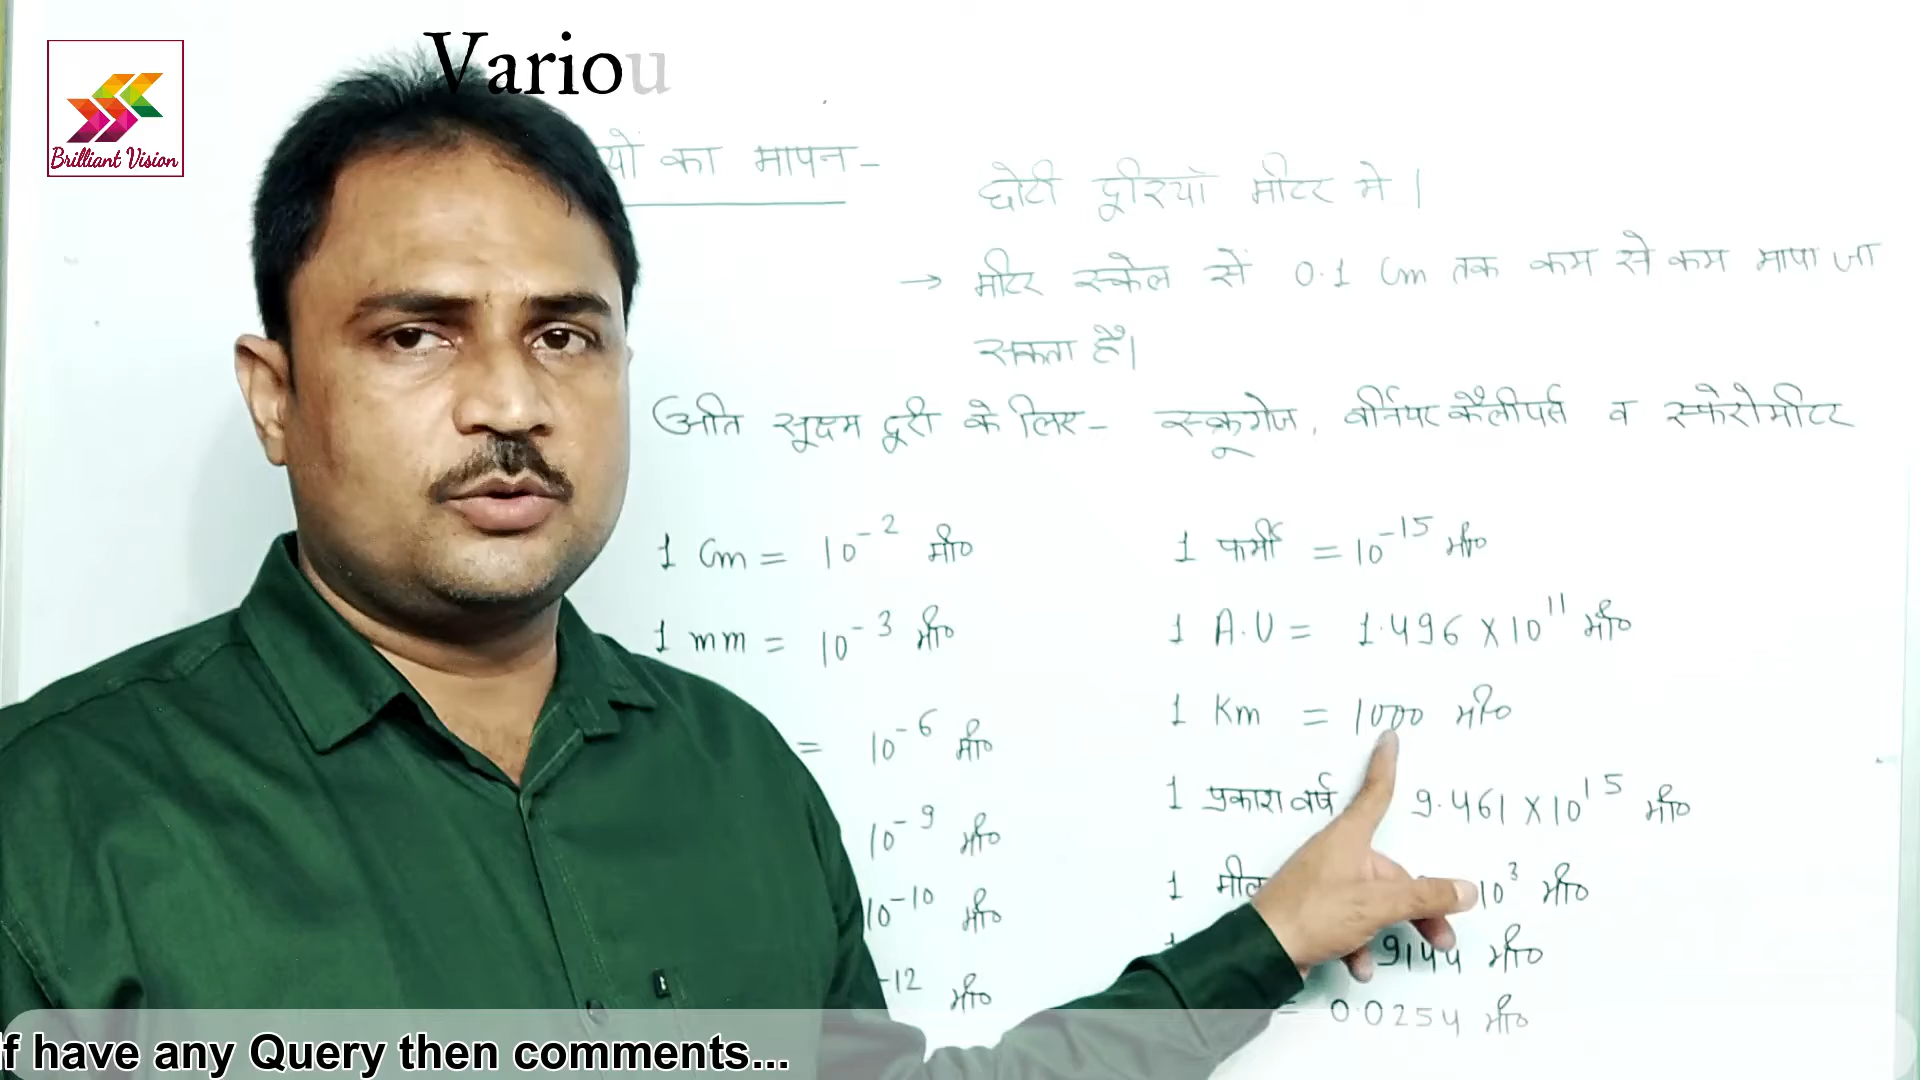 Variou
Brilliant Vision
यों का मापन-
छोटी दूरियाँ मीटर मे।
→ मीटर स्केल से 0.1 Cm तक कम से कम मापा जा
सकता है।
अति सूक्ष्म दूरी के लिए- स्क्रूगेज, वर्नियर कैलीपर्स व स्फेरोमीटर
1 Cm = 10⁻² मी०
1 mm = 10⁻³ मी०
= 10⁻⁶ मी०
10⁻⁹ मी०
10⁻¹⁰ मी०
-12 मी०
1 फर्मी = 10⁻¹⁵ मी०
1 A.U = 1.496 X 10¹¹ मी०
1 Km = 1000 मी०
1 प्रकाश वर्ष 9.461 X 10¹⁵ मी०
1 मील 10³ मी०
9144 मी०
= 0.0254 मी०
f have any Query then comments...